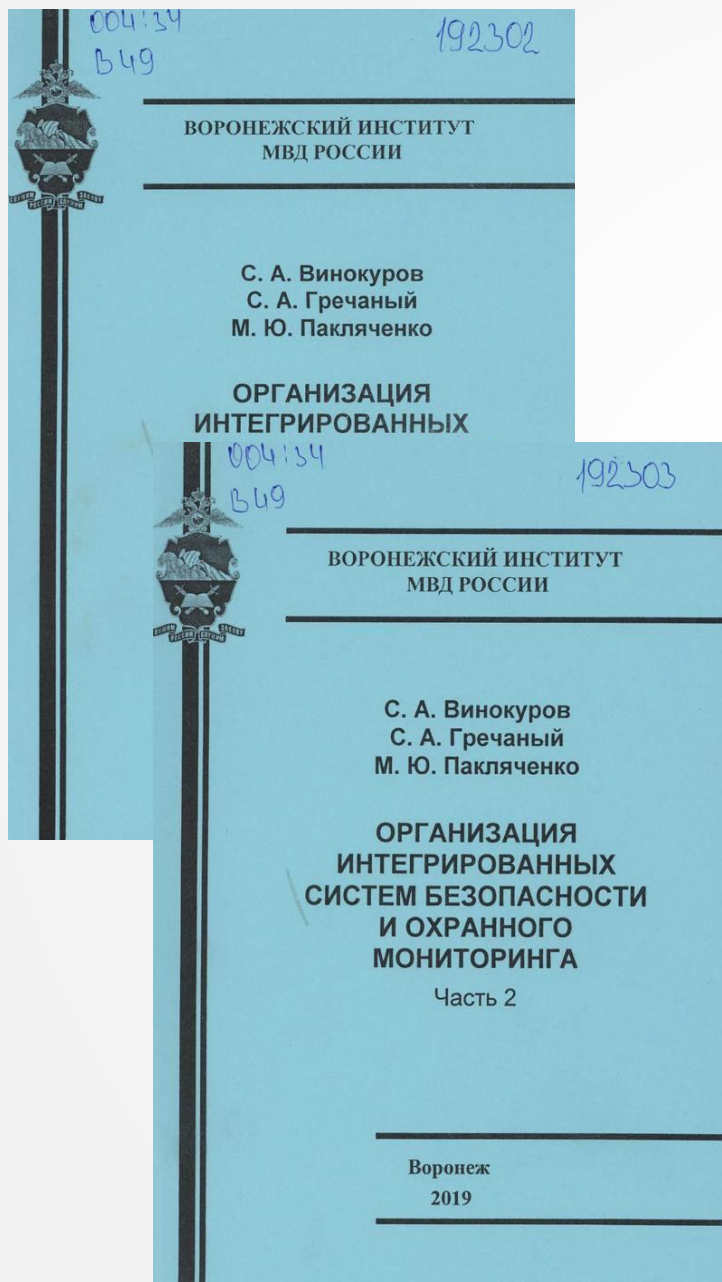 004:34
В49
192302
ВОРОНЕЖСКИЙ ИНСТИТУТ
МВД РОССИИ
С. А. Винокуров
С. А. Гречаный
М. Ю. Пакляченко
ОРГАНИЗАЦИЯ
ИНТЕГРИРОВАННЫХ
004:34
В49
192303
ВОРОНЕЖСКИЙ ИНСТИТУТ
МВД РОССИИ
С. А. Винокуров
С. А. Гречаный
М. Ю. Пакляченко
ОРГАНИЗАЦИЯ
ИНТЕГРИРОВАННЫХ
СИСТЕМ БЕЗОПАСНОСТИ
И ОХРАННОГО
МОНИТОРИНГА
Часть 2
Воронеж
2019